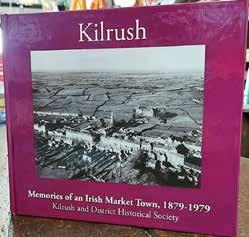 Kilrush
Memories of an Irish Market Town, 1879-1979
Kilrush and District Historical Society